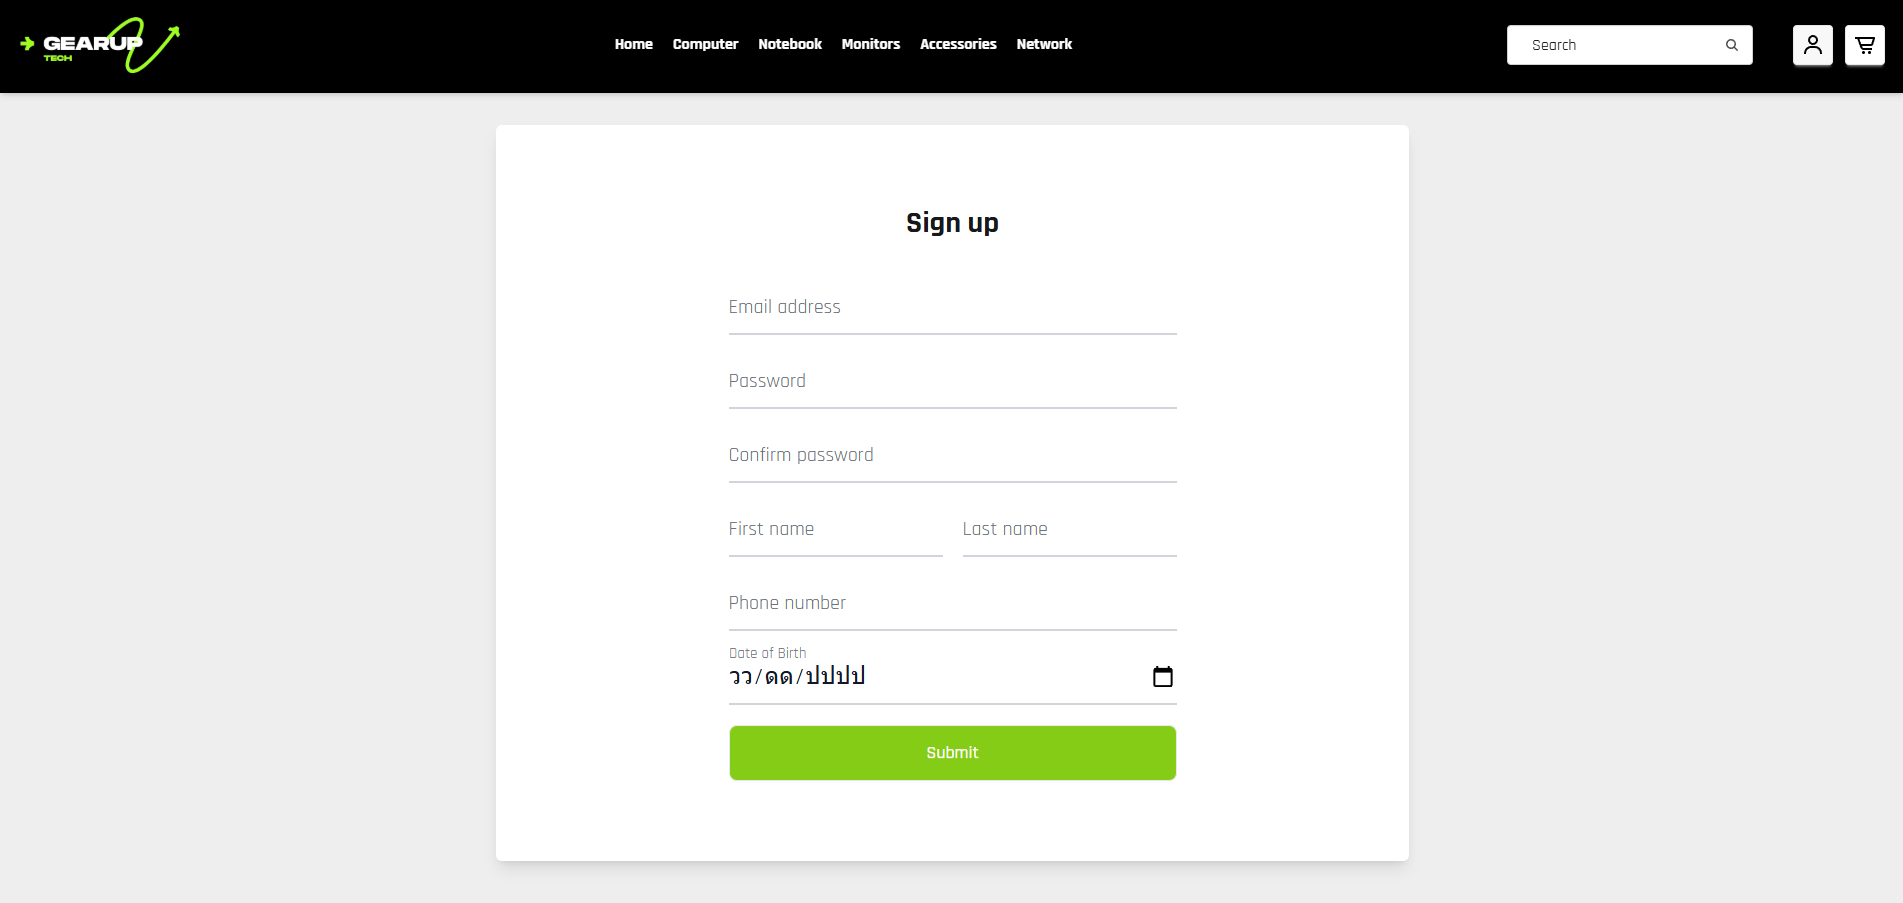 GEARUP
TECH
Home Computer Notebook Monitors Accessories Network
Search
Sign up
Email address
Password
Confirm password
First name Last name
Phone number
Date of Birth
วว/ดด/ปปปป
Submit